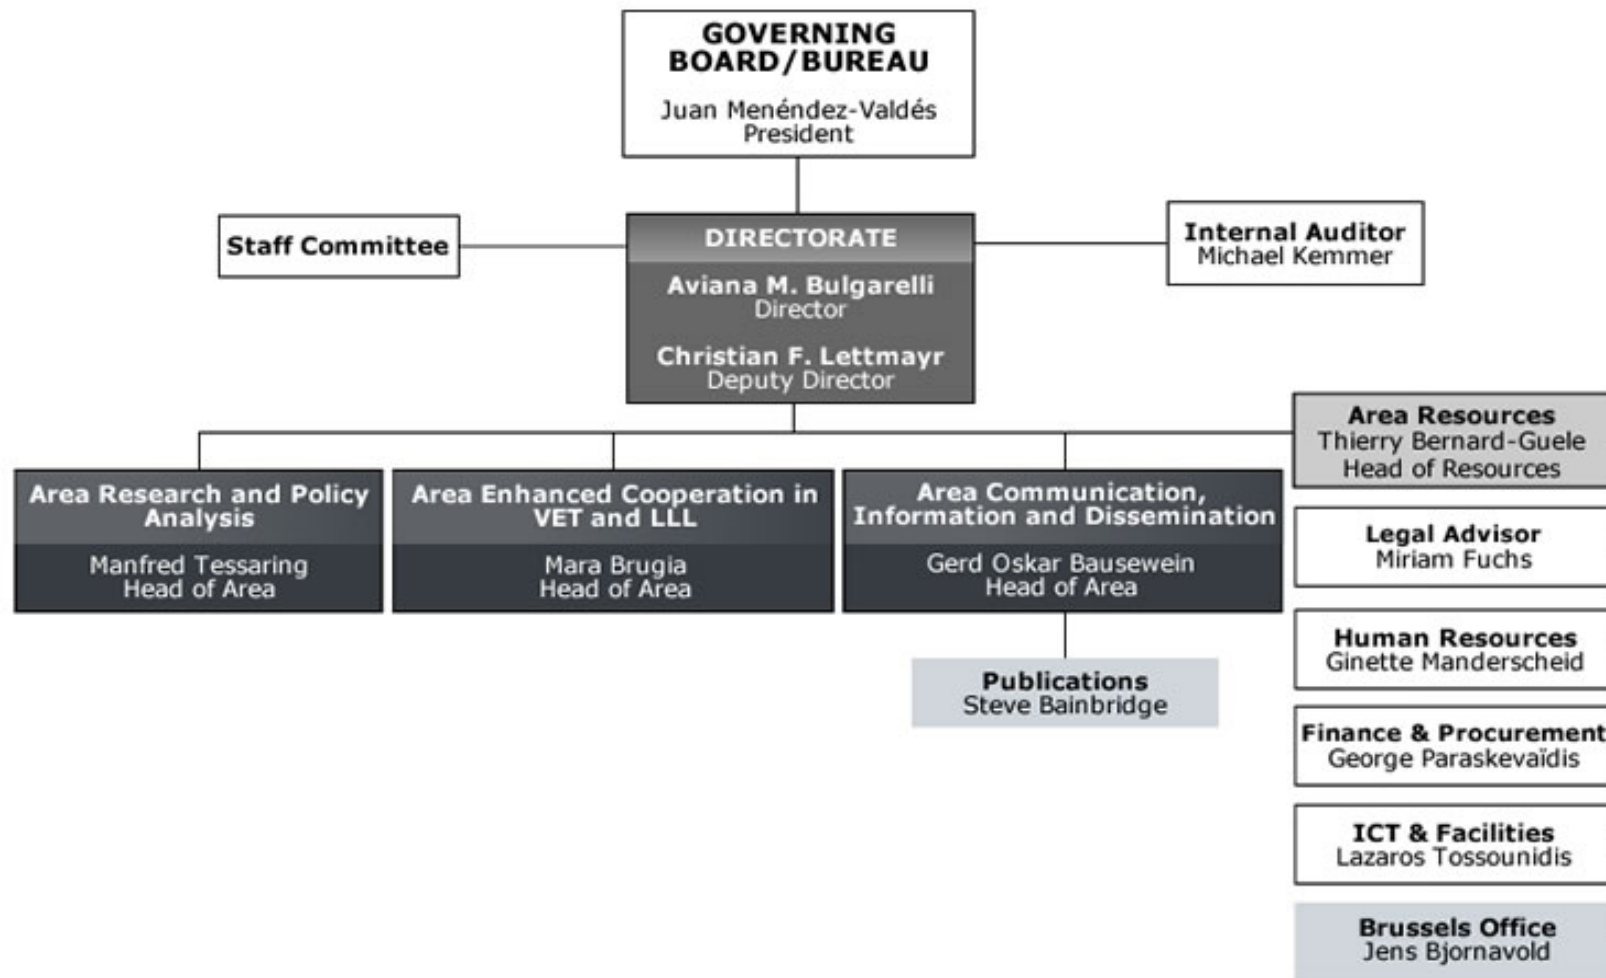 GOVERNING
BOARD/BUREAU
Juan Menéndez-Valdés
President
Staff Committee
DIRECTORATE
Aviana M. Bulgarelli
Director
Christian F. Lettmayr
Deputy Director
Internal Auditor
Michael Kemmer
Area Research and Policy
Analysis
Manfred Tessaring
Head of Area
Area Enhanced Cooperation in
VET and LLL
Mara Brugia
Head of Area
Area Communication,
Information and Dissemination
Gerd Oskar Bausewein
Head of Area
Publications
Steve Bainbridge
Area Resources
Thierry Bernard-Guele
Head of Resources
Legal Advisor
Miriam Fuchs
Human Resources
Ginette Manderscheid
Finance & Procurement
George Paraskevaïdis
ICT & Facilities
Lazaros Tossounidis
Brussels Office
Jens Bjornavold